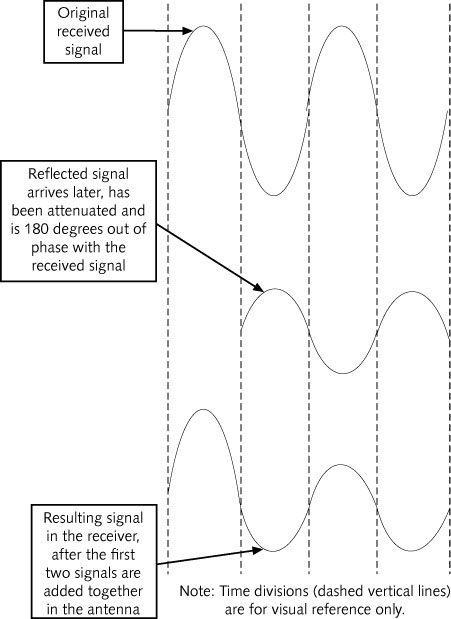 Original
received
signal
Reflected signal
arrives later, has
been attenuated and
is 180 degrees out of
phase with the
received signal
Resulting signal
in the receiver,
after the first
two signals are
added together
in the antenna
Note: Time divisions (dashed vertical lines)
are for visual reference only.